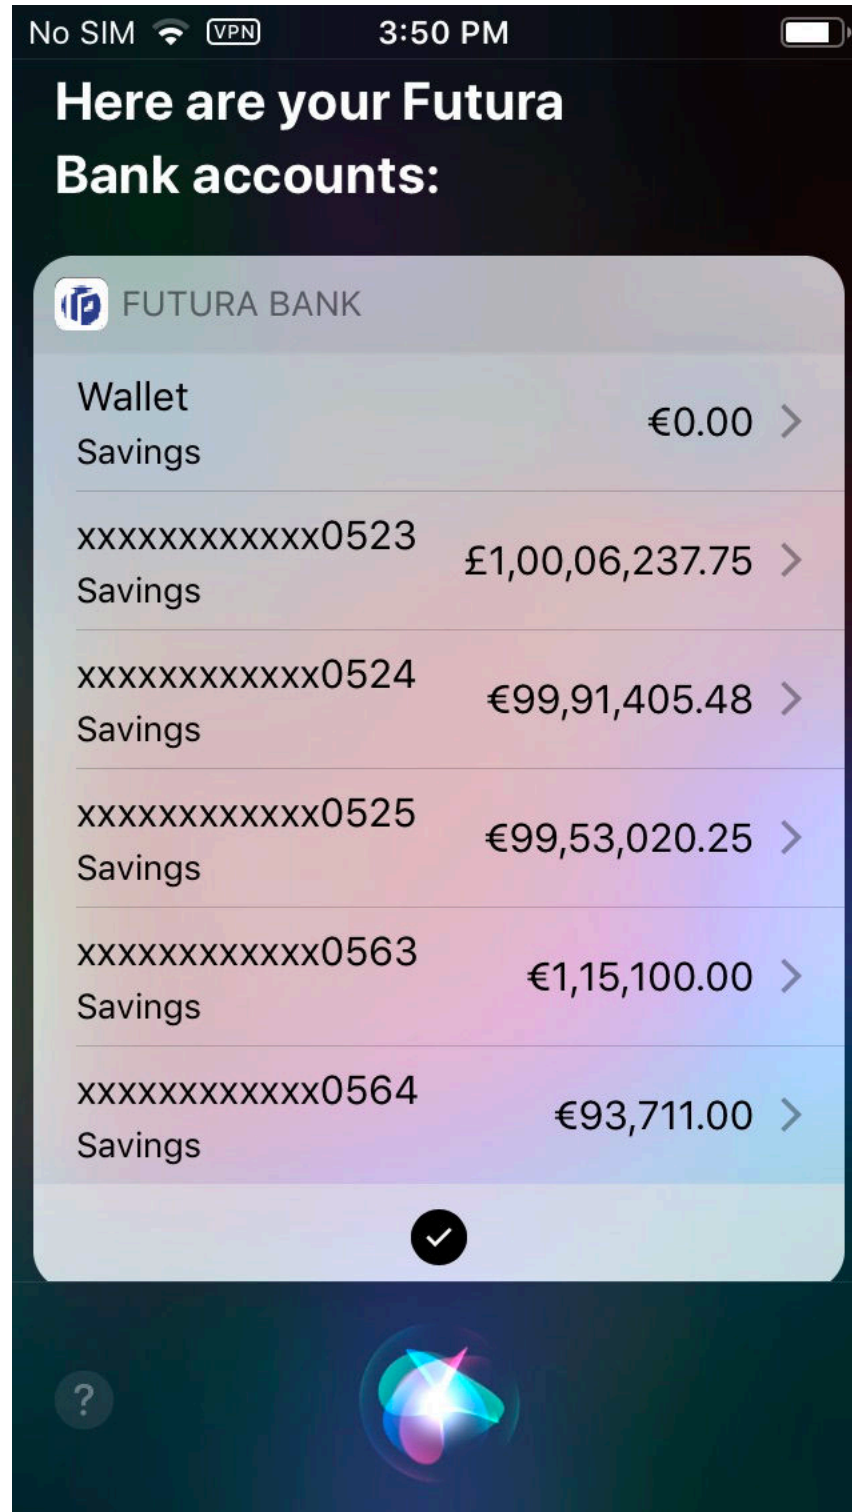 No SIM VPN 3:50 PM
Here are your Futura
Bank accounts:
FUTURA BANK
Wallet
Savings
€0.00
xxxxxxxxxxxx0523
Savings
£1,00,06,237.75
xxxxxxxxxxxx0524
Savings
€99,91,405.48
xxxxxxxxxxxx0525
Savings
€99,53,020.25
xxxxxxxxxxxx0563
Savings
€1,15,100.00
xxxxxxxxxxxx0564
Savings
€93,711.00
?